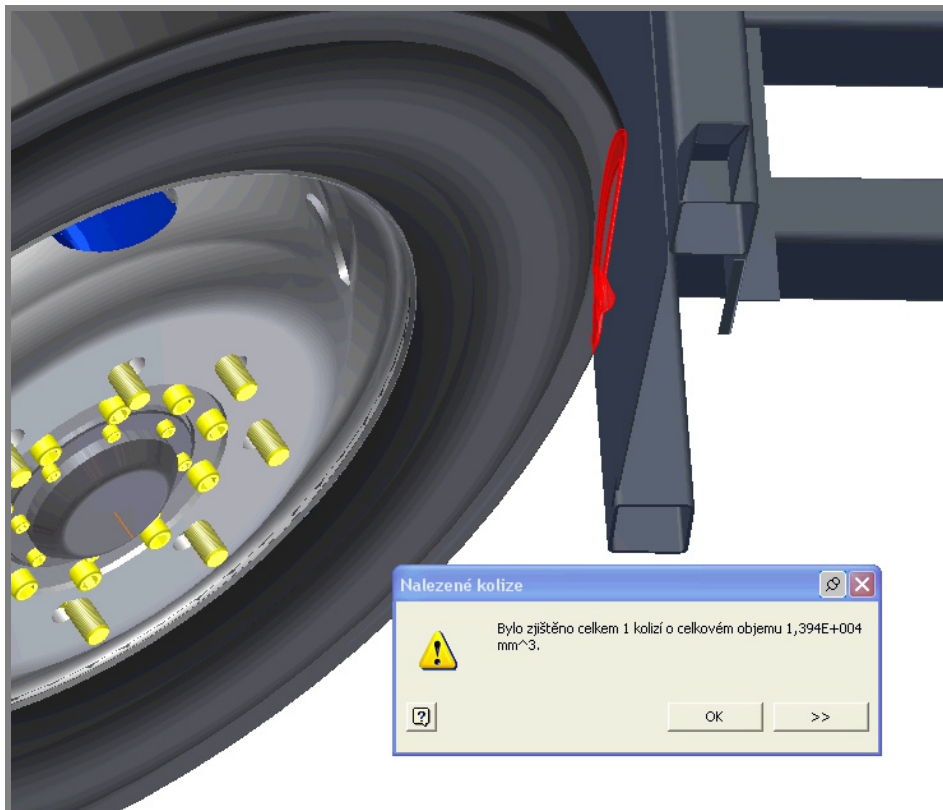 Nalezené kolize
Bylo zjištěno celkem 1 kolizí o celkovém objemu 1,394E+004
mm^3.
OK
>>